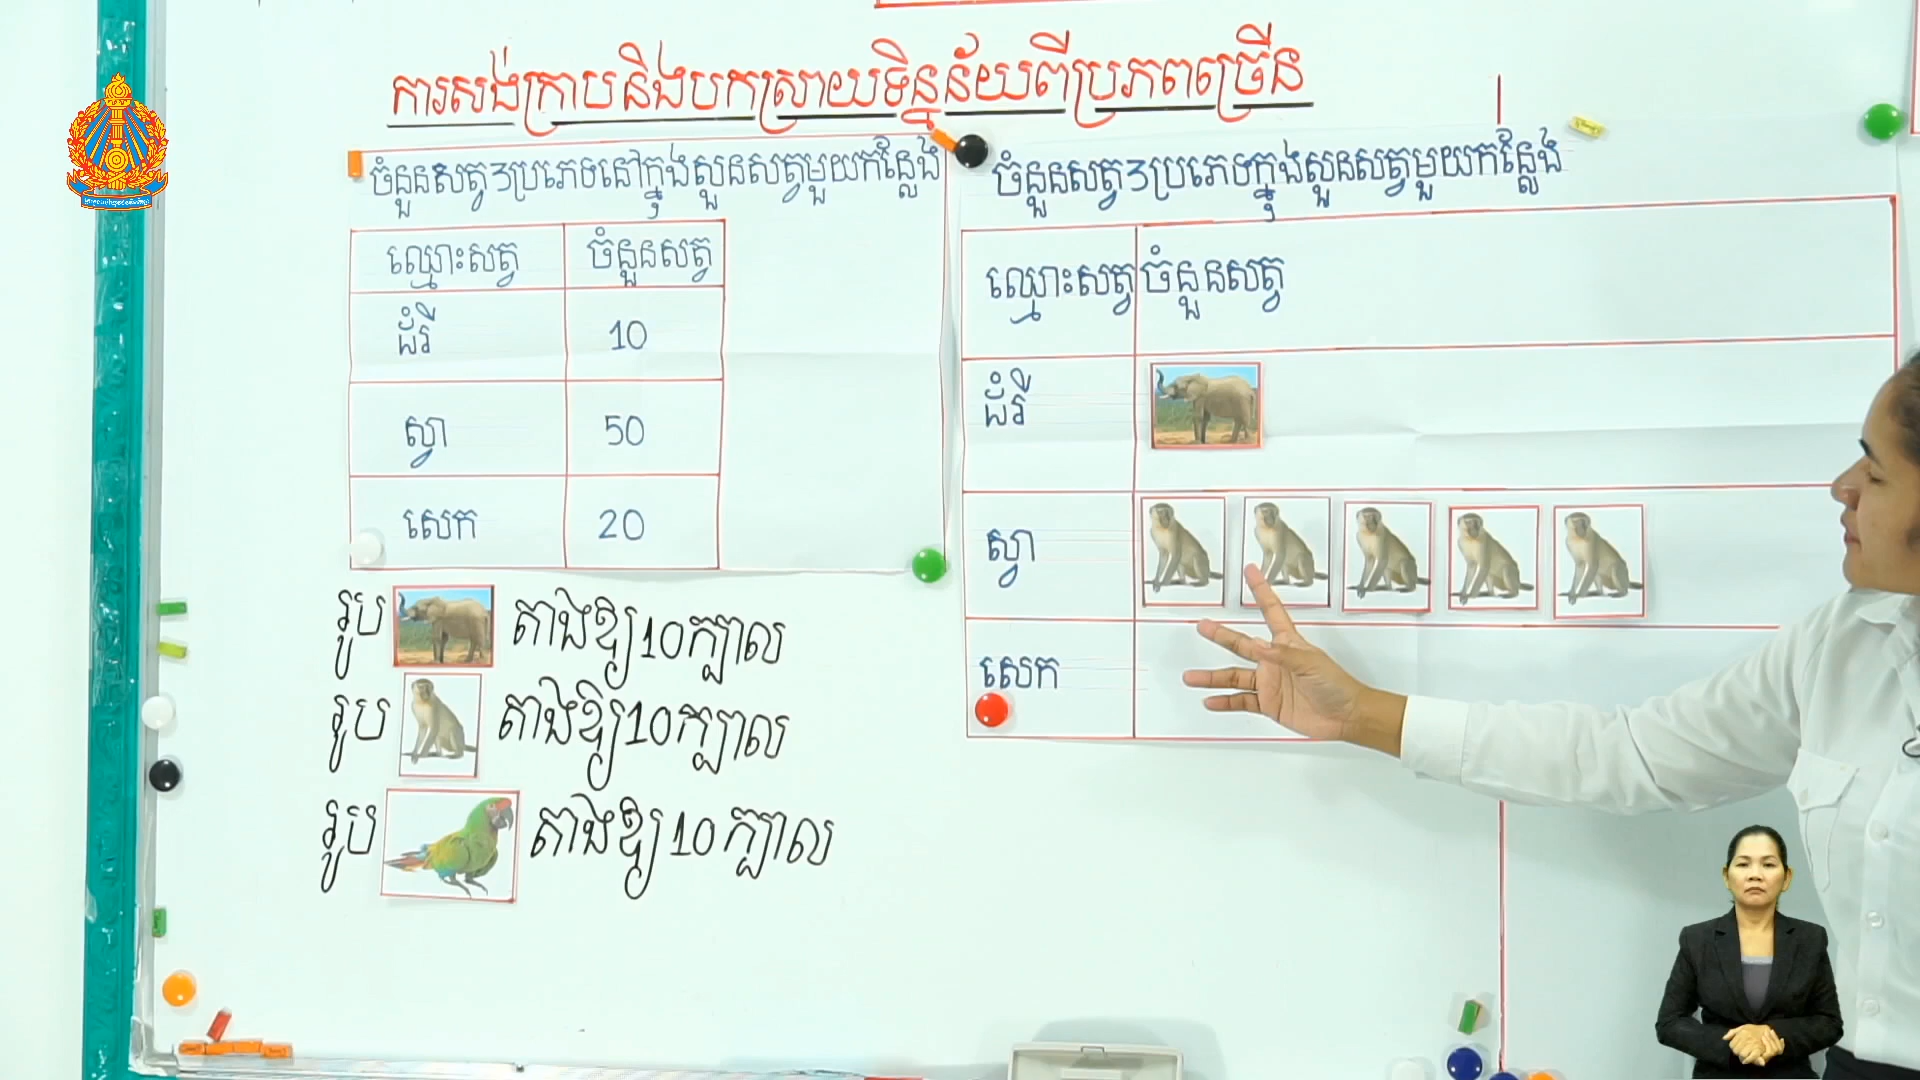 ការសង់ក្រាបនិងបកស្រាយទិន្នន័យពីប្រភពច្រើន
ចំនួនសត្វ3ប្រភេទនៅក្នុងសួនសត្វមួយកន្លែង
ឈ្មោះសត្វ ចំនួនសត្វ
ដំរី 10
ស្វា 50
សេក 20
រូប តាងឱ្យ 10ក្បាល
រូប តាងឱ្យ 10ក្បាល
រូប តាងឱ្យ 10 ក្បាល
ចំនួនសត្វ3ប្រភេទក្នុងសួនសត្វមួយកន្លែង
ឈ្មោះសត្វ ចំនួនសត្វ
ដំរី
ស្វា
សេក